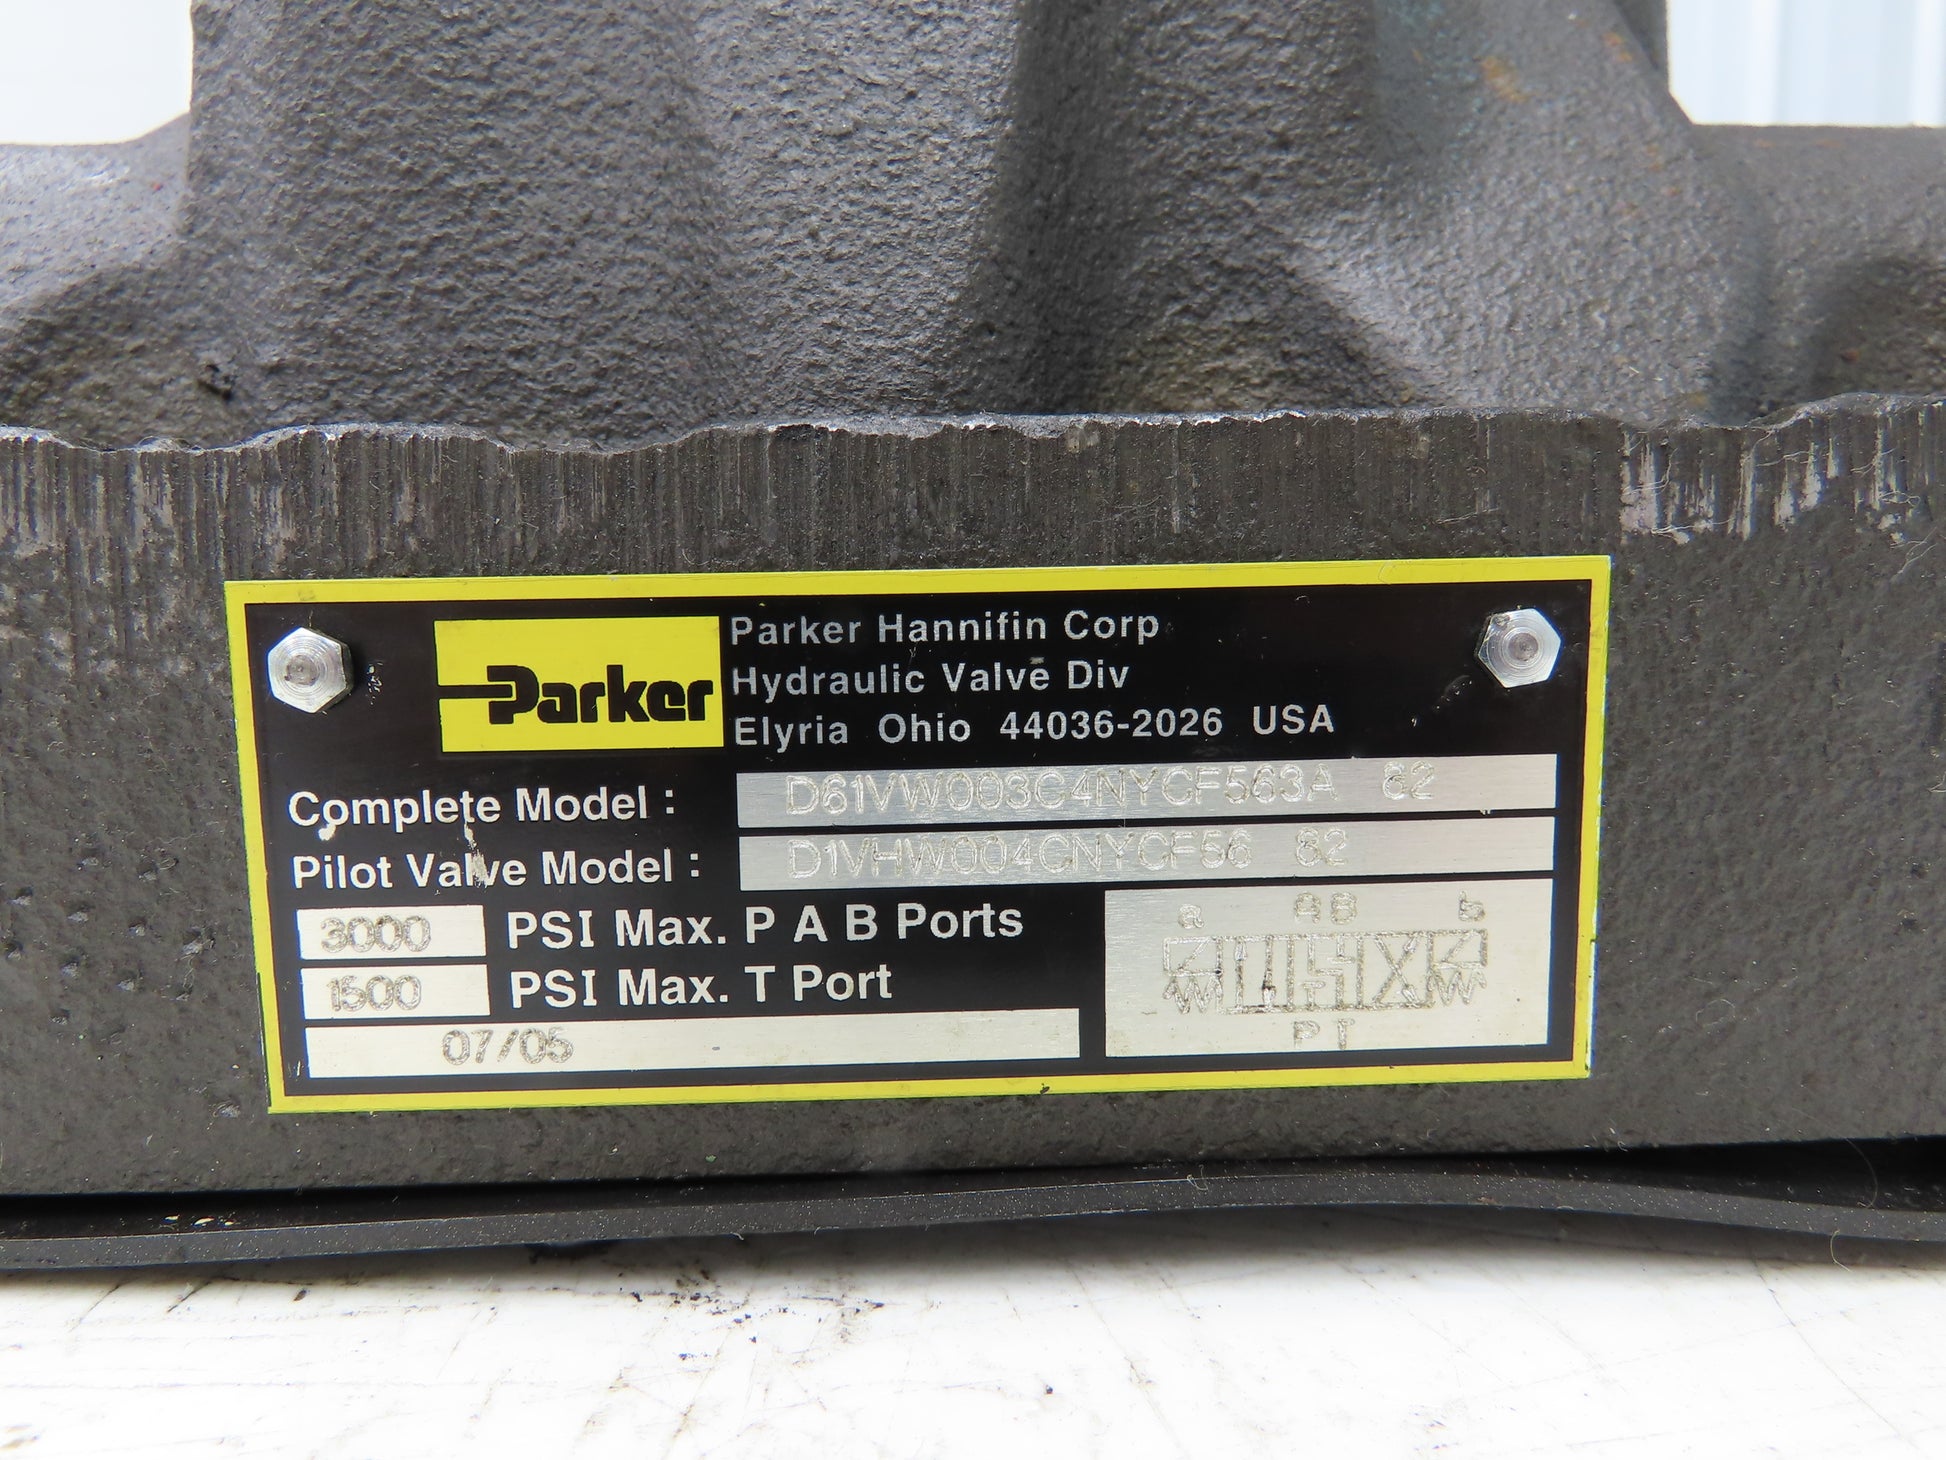 Parker
Parker Hannifin Corp
Hydraulic Valve Div
Elyria Ohio 44036-2026 USA
Complete Model : D61VW003C4NYCF563A 82
Pilot Valve Model : D1VHW004CNYCF56 82
3000 PSI Max. P A B Ports
1500 PSI Max. T Port
07/05
a A B b
P T